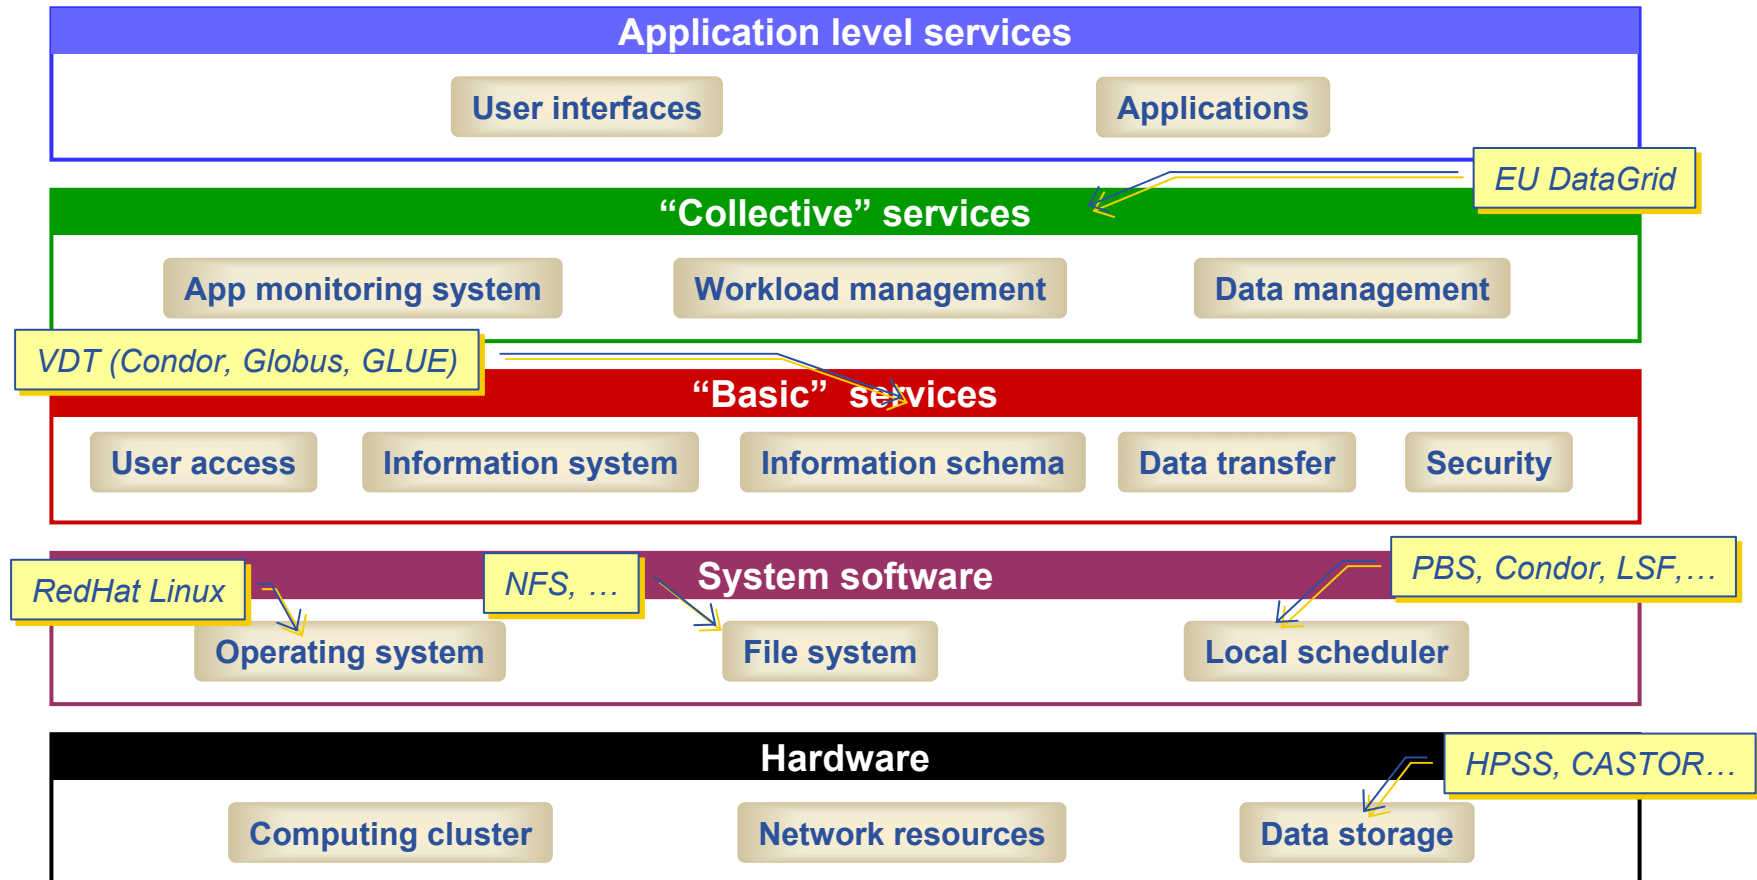 Application level services
User interfaces
Applications
EU DataGrid
“Collective” services
App monitoring system
Workload management
Data management
VDT (Condor, Globus, GLUE)
“Basic” services
User access
Information system
Information schema
Data transfer
Security
RedHat Linux
NFS, …
System software
PBS, Condor, LSF,…
Operating system
File system
Local scheduler
Hardware
HPSS, CASTOR…
Computing cluster
Network resources
Data storage